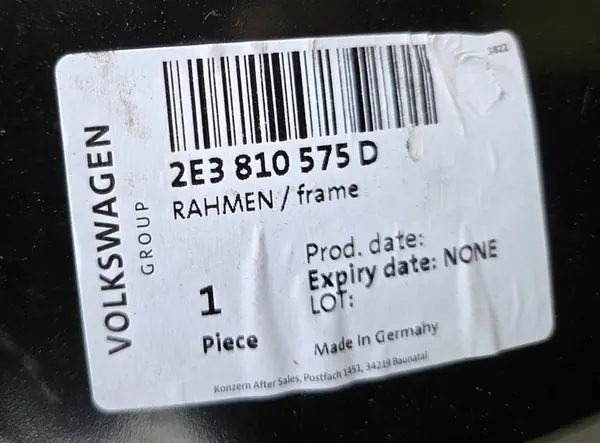 3822
VOLKSWAGEN
GROUP
2E3 810 575 D
RAHMEN / frame
Prod. date:
Expiry date: NONE
LOT:
1
Piece
Made In Germany
Konzern After Sales, Postfach 1451, 34219 Baunatal